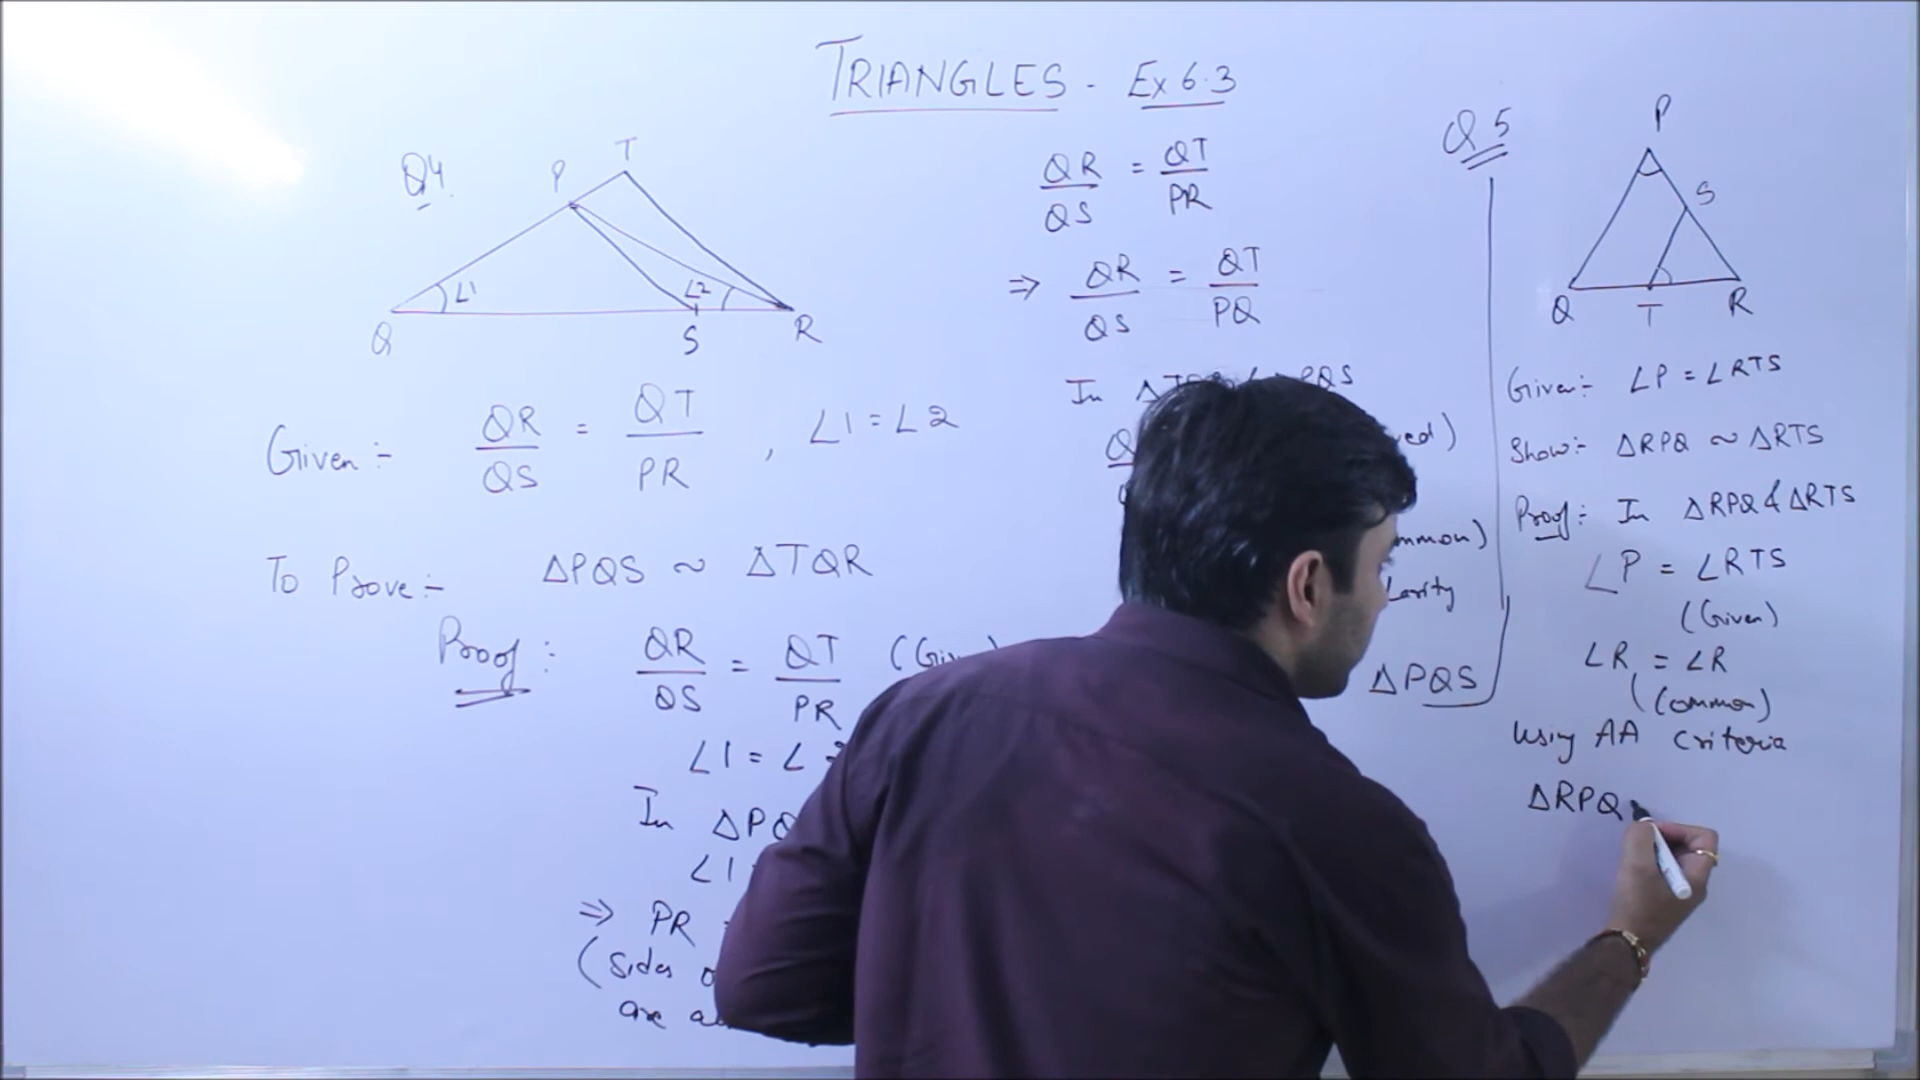 TRIANGLES - Ex 6.3
Q4
T
P
∠1
∠2
Q
S
R
Given :- QR/QS = QT/PR , ∠1 = ∠2
To Prove :- ΔPQS ~ ΔTQR
Proof : QR/QS = QT/PR
∠1 = ∠
In ΔPQ
∠1
⇒ PR
(sides
are
QR/QS = QT/PR
⇒ QR/QS = QT/PQ
In Δ PQS
ΔPQS
Q5
P
S
Q
T
R
Given :- ∠P = ∠RTS
Show :- ΔRPQ ~ ΔRTS
Proof : In ΔRPQ & ΔRTS
∠P = ∠RTS
(Given)
∠R = ∠R
(Common)
Using AA Criteria
ΔRPQ